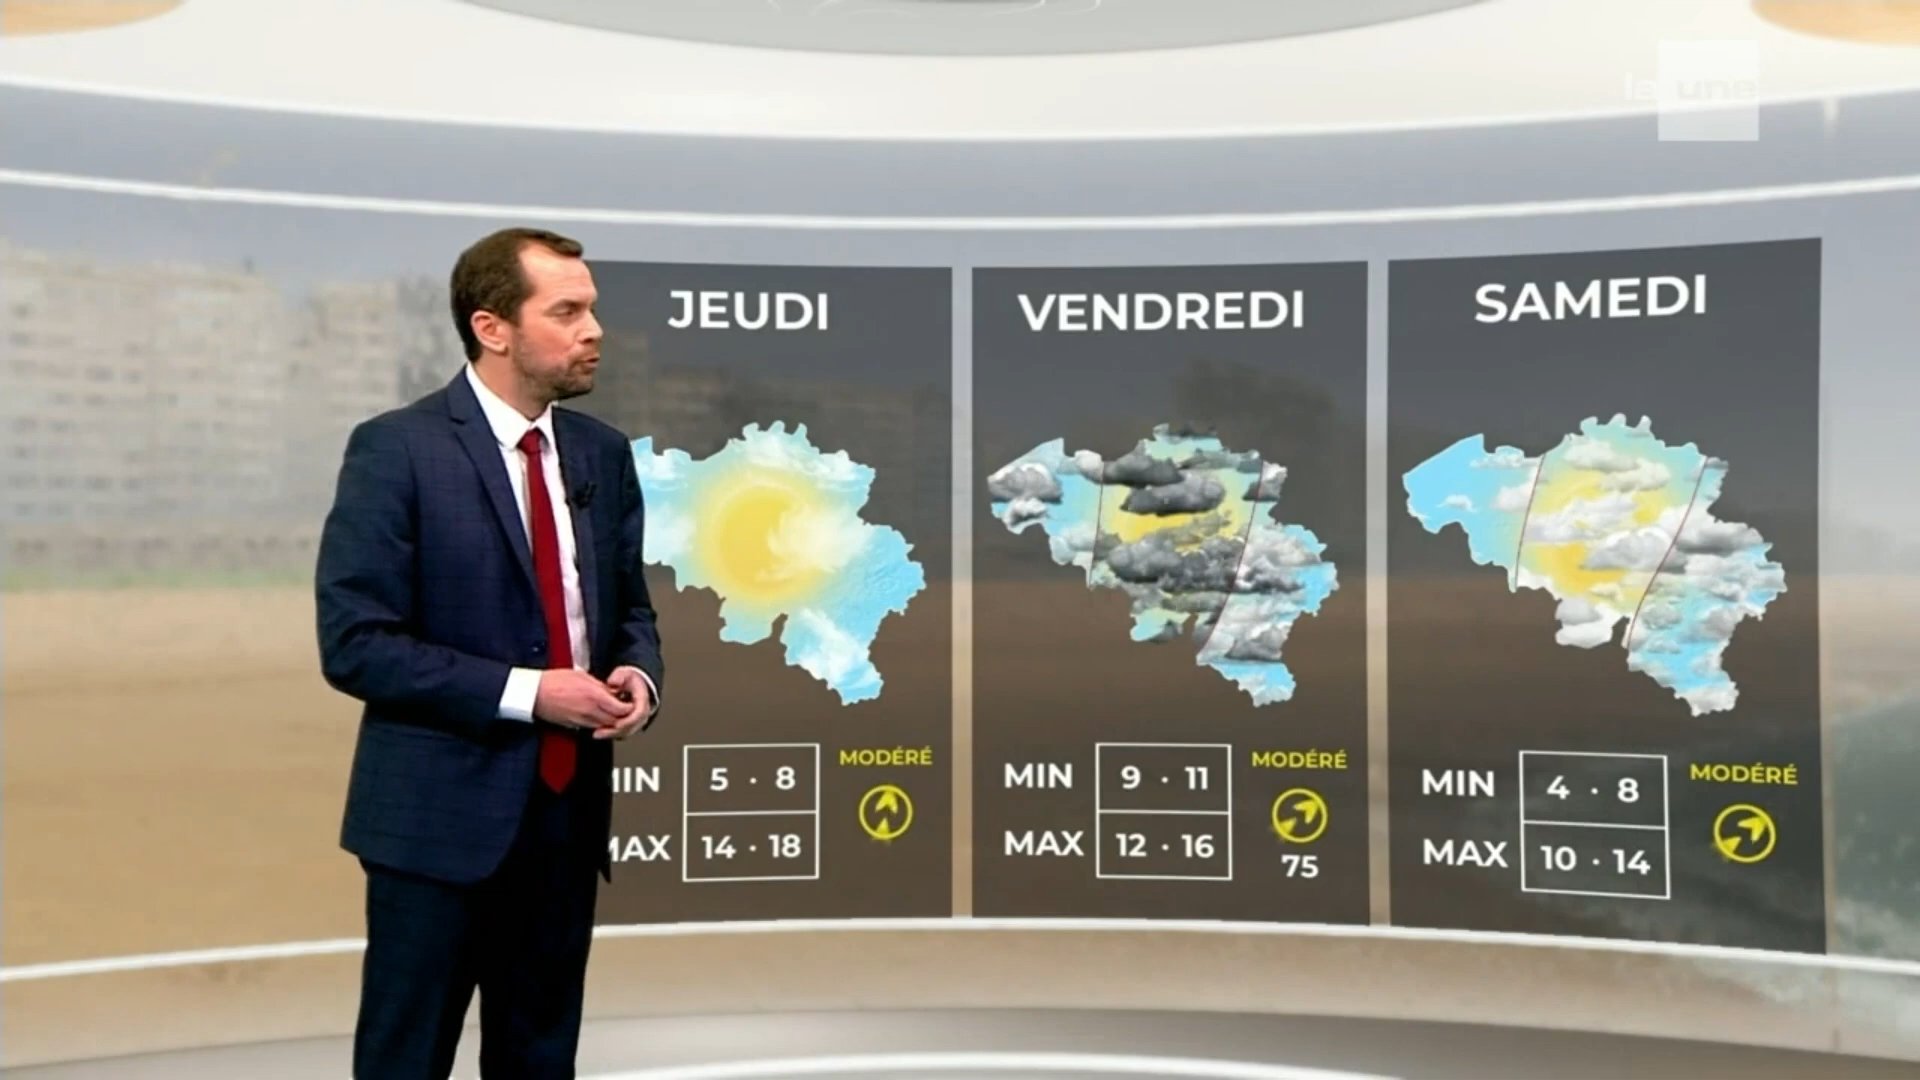 la une
JEUDI
MIN 5 · 8
MAX 14 · 18
MODÉRÉ
VENDREDI
MIN 9 · 11
MAX 12 · 16
MODÉRÉ
75
SAMEDI
MIN 4 · 8
MAX 10 · 14
MODÉRÉ